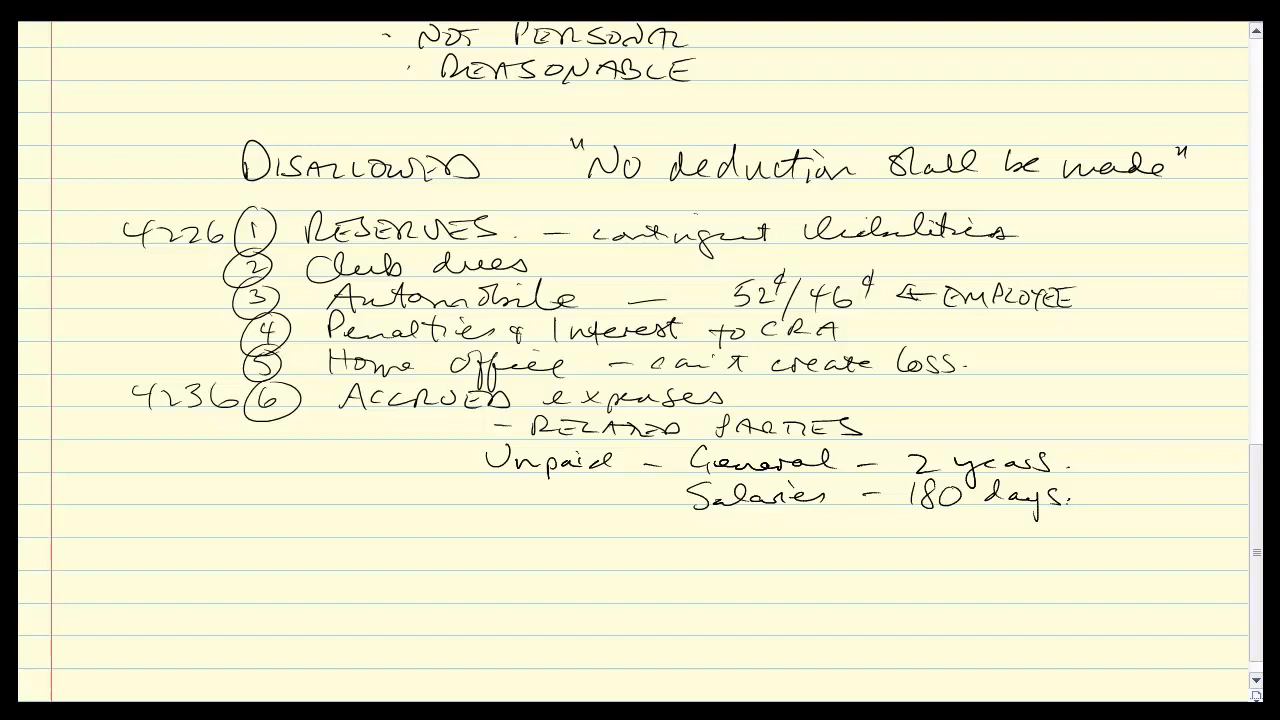 · NOT PERSONAL
· REASONABLE
DISALLOWED "No deduction shall be made"
4226 ① RESERVES. - contingent liabilities
② Club dues
③ Automobile - 52¢/46¢ ← EMPLOYEE
④ Penalties & Interest to CRA
⑤ Home office - can't create loss.
4236 ⑥ ACCRUED expenses
- RELATED PARTIES
Unpaid - General - 2 years.
Salaries - 180 days.